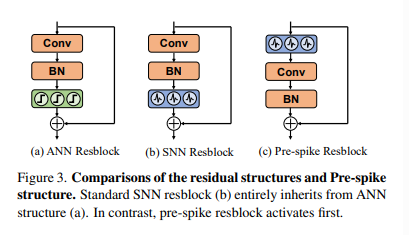 Conv
BN
Conv
BN
Conv
BN
(a) ANN Resblock
(b) SNN Resblock
(c) Pre-spike Resblock
Figure 3. Comparisons of the residual structures and Pre-spike
structure. Standard SNN resblock (b) entirely inherits from ANN
structure (a). In contrast, pre-spike resblock activates first.